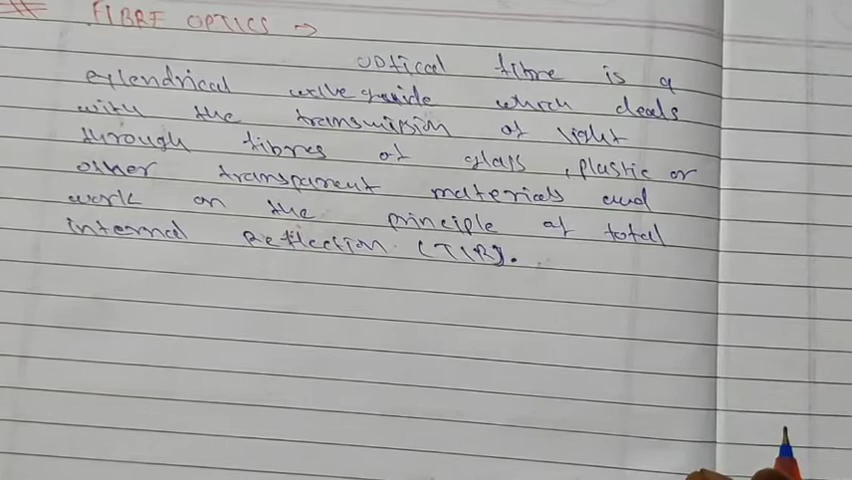 # FIBRE OPTICS →
optical fibre is a
cylendrical wave guide which deals
with the transmission of light
through fibres of glass, plastic or
other transparent materials and
work on the principle of total
internal Reflection (TIR).